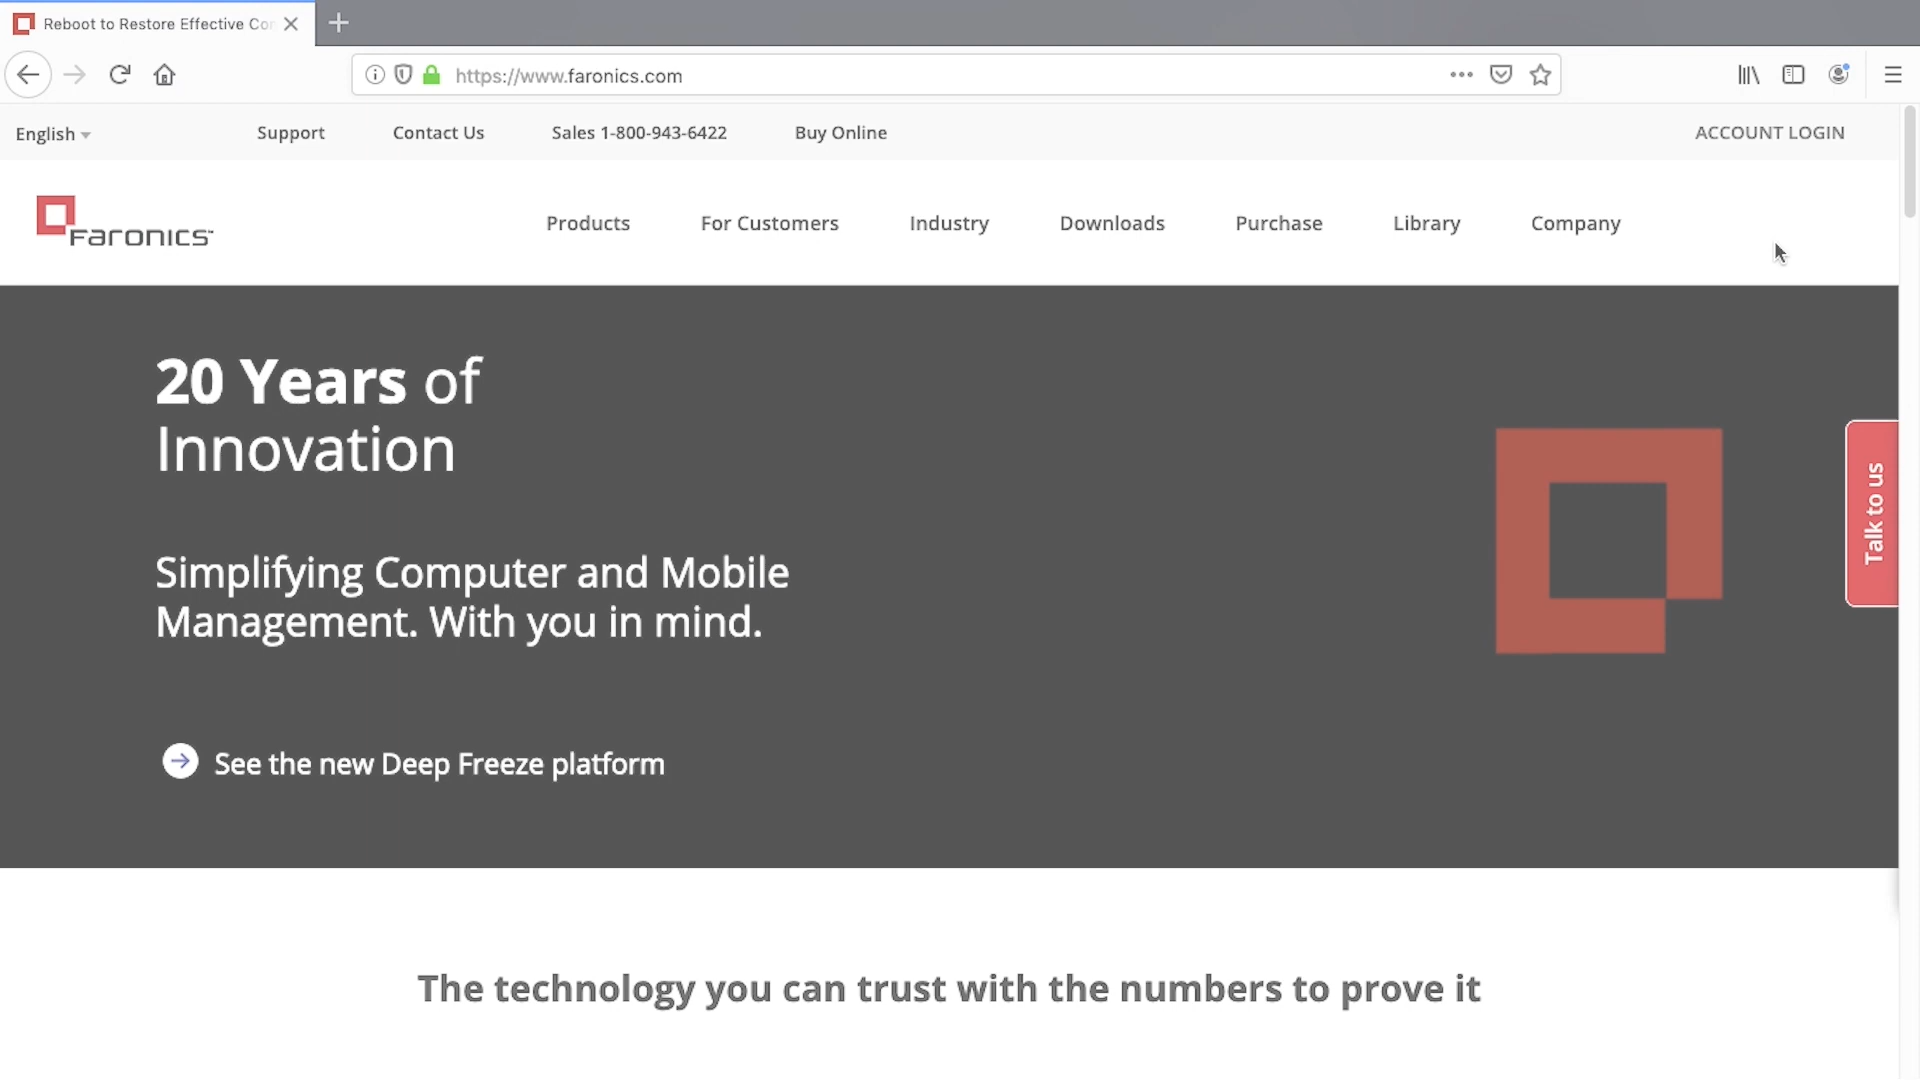 Reboot to Restore Effective Co
https://www.faronics.com
English
Support
Contact Us
Sales 1-800-943-6422
Buy Online
ACCOUNT LOGIN
Faronics
Products
For Customers
Industry
Downloads
Purchase
Library
Company
20 Years of
Innovation
Simplifying Computer and Mobile
Management. With you in mind.
See the new Deep Freeze platform
Talk to us
The technology you can trust with the numbers to prove it